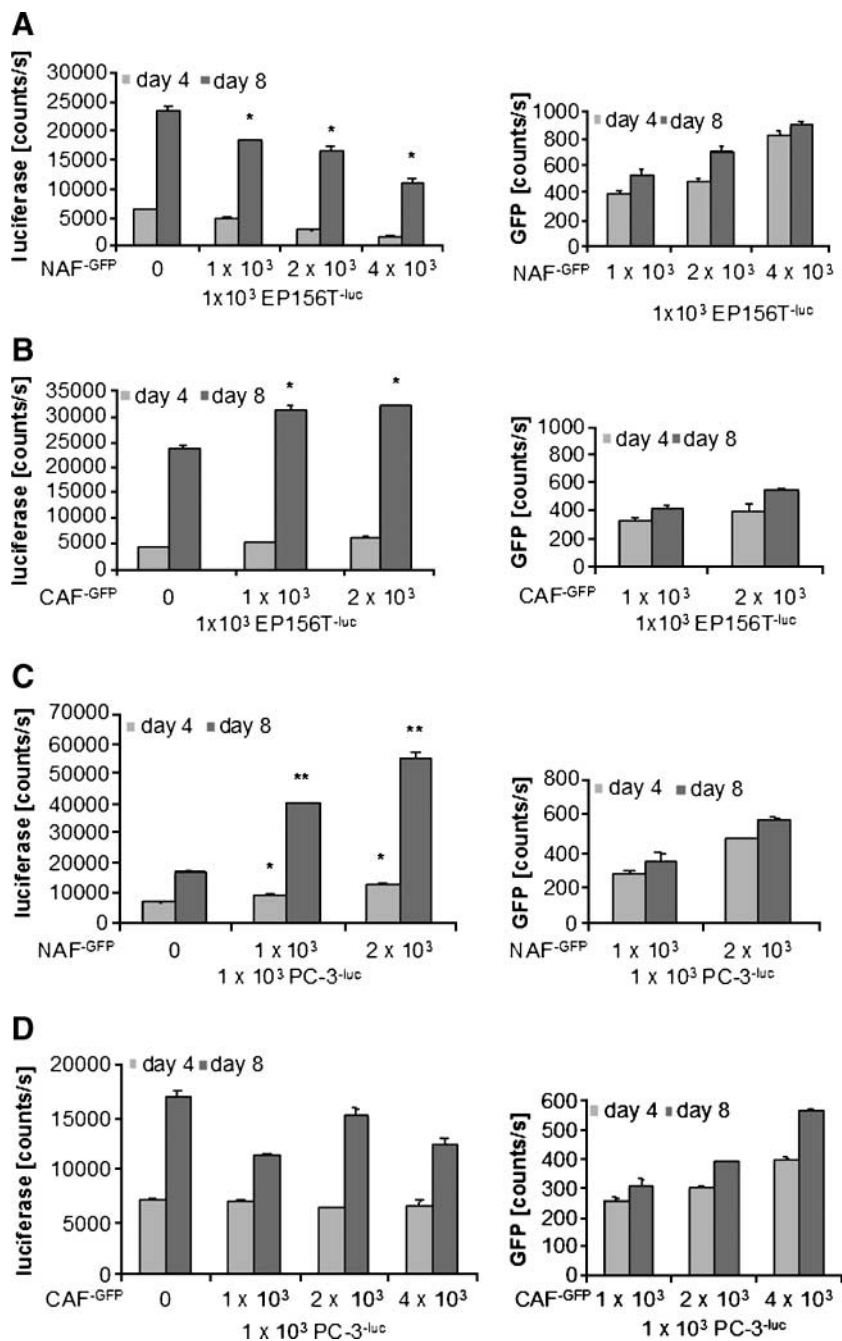 A
luciferase [counts/s]
30000
25000
20000
15000
10000
5000
0
day 4 day 8
* * *
NAF-GFP 0 1 x 10³ 2 x 10³ 4 x 10³
1x10³ EP156T-luc
GFP [counts/s]
1000
800
600
400
200
0
day 4 day 8
NAF-GFP 1 x 10³ 2 x 10³ 4 x 10³
1x10³ EP156T-luc
B
luciferase [counts/s]
35000
30000
25000
20000
15000
10000
5000
0
day 4 day 8
* *
CAF-GFP 0 1 x 10³ 2 x 10³
1x10³ EP156T-luc
GFP [counts/s]
1000
800
600
400
200
0
day 4 day 8
CAF-GFP 1 x 10³ 2 x 10³
1x10³ EP156T-luc
C
luciferase [counts/s]
70000
60000
50000
40000
30000
20000
10000
0
day 4 day 8
* ** * **
NAF-GFP 0 1 x 10³ 2 x 10³
1 x 10³ PC-3-luc
GFP [counts/s]
800
600
400
200
0
day 4 day 8
NAF-GFP 1 x 10³ 2 x 10³
1 x 10³ PC-3-luc
D
luciferase [counts/s]
20000
15000
10000
5000
0
day 4 day 8
CAF-GFP 0 1 x 10³ 2 x 10³ 4 x 10³
1 x 10³ PC-3-luc
GFP [counts/s]
600
500
400
300
200
100
0
day 4 day 8
CAF-GFP 1 x 10³ 2 x 10³ 4 x 10³
1 x 10³ PC-3-luc